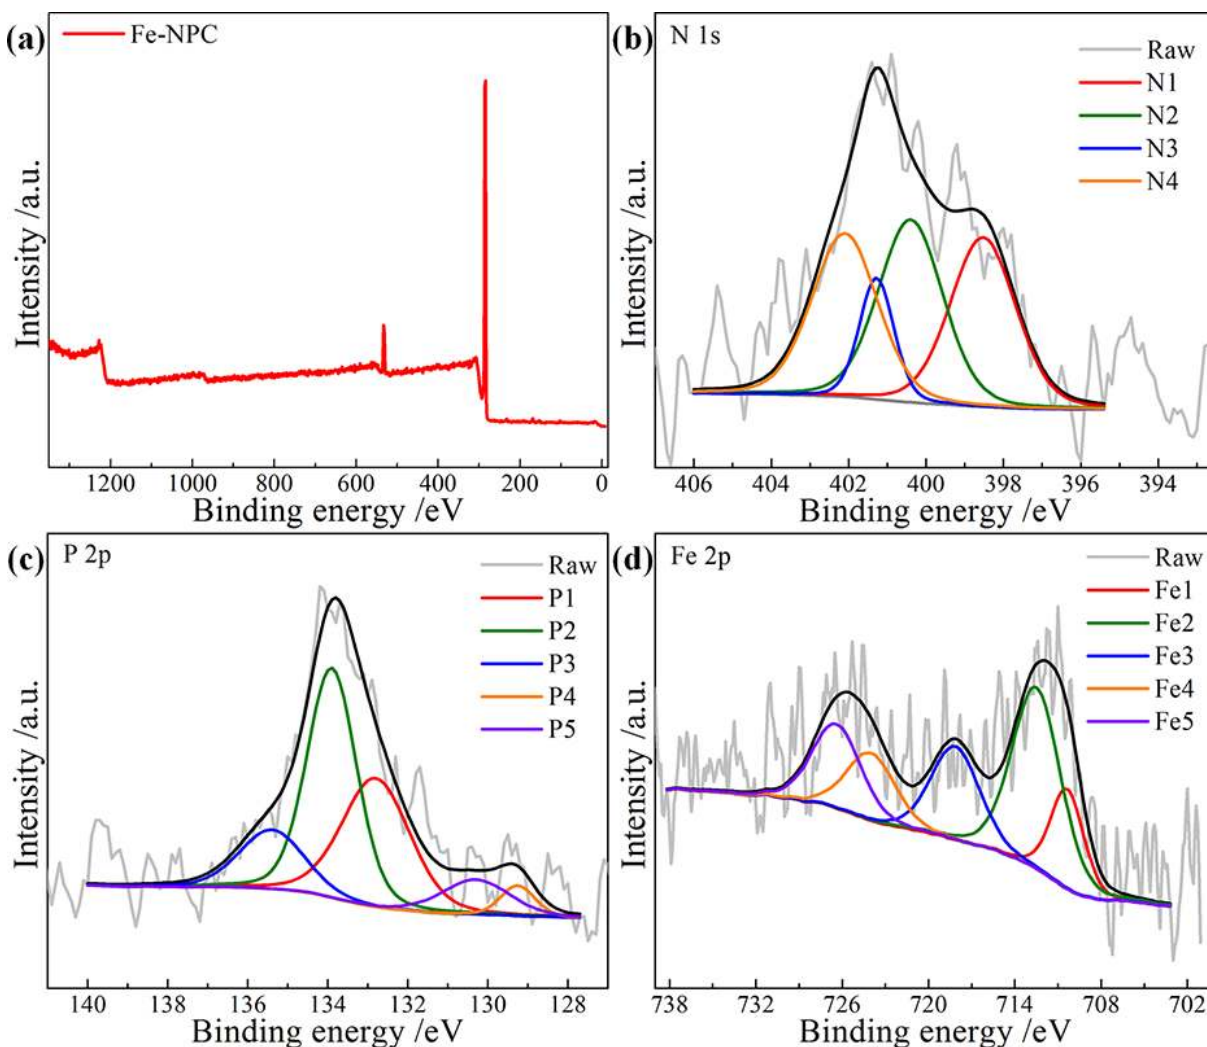 (a)
Fe-NPC
Intensity /a.u.
1200 1000 800 600 400 200 0
Binding energy /eV
(b)
N 1s
Raw
N1
N2
N3
N4
Intensity /a.u.
406 404 402 400 398 396 394
Binding energy /eV
(c)
P 2p
Raw
P1
P2
P3
P4
P5
Intensity /a.u.
140 138 136 134 132 130 128
Binding energy /eV
(d)
Fe 2p
Raw
Fe1
Fe2
Fe3
Fe4
Fe5
Intensity /a.u.
738 732 726 720 714 708 702
Binding energy /eV